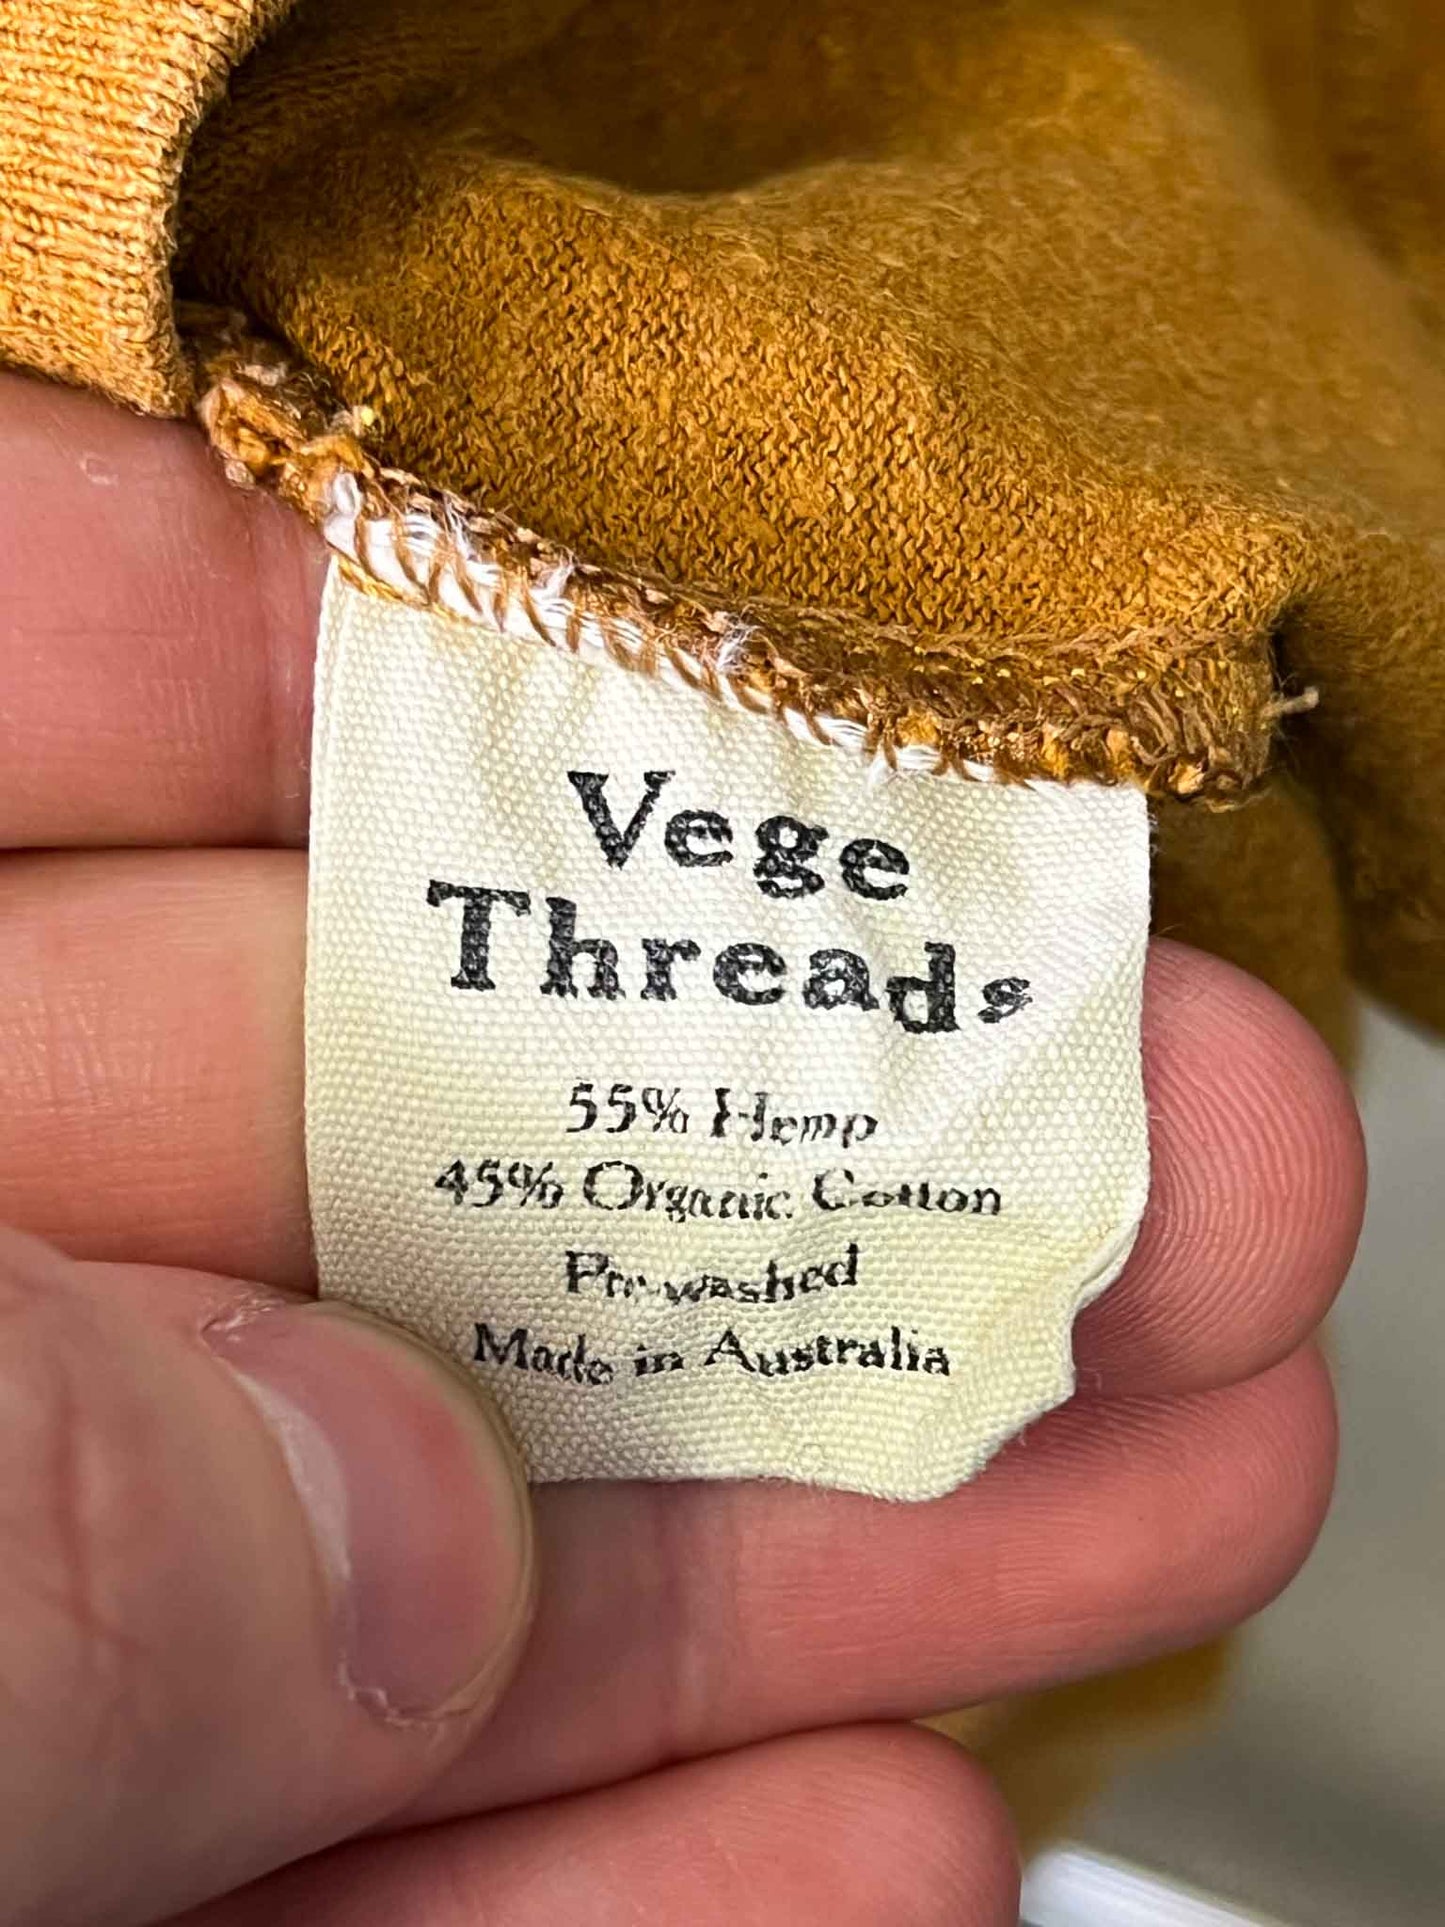 Vege
Threads
55% Hemp
45% Organic Cotton
Pre-washed
Made in Australia